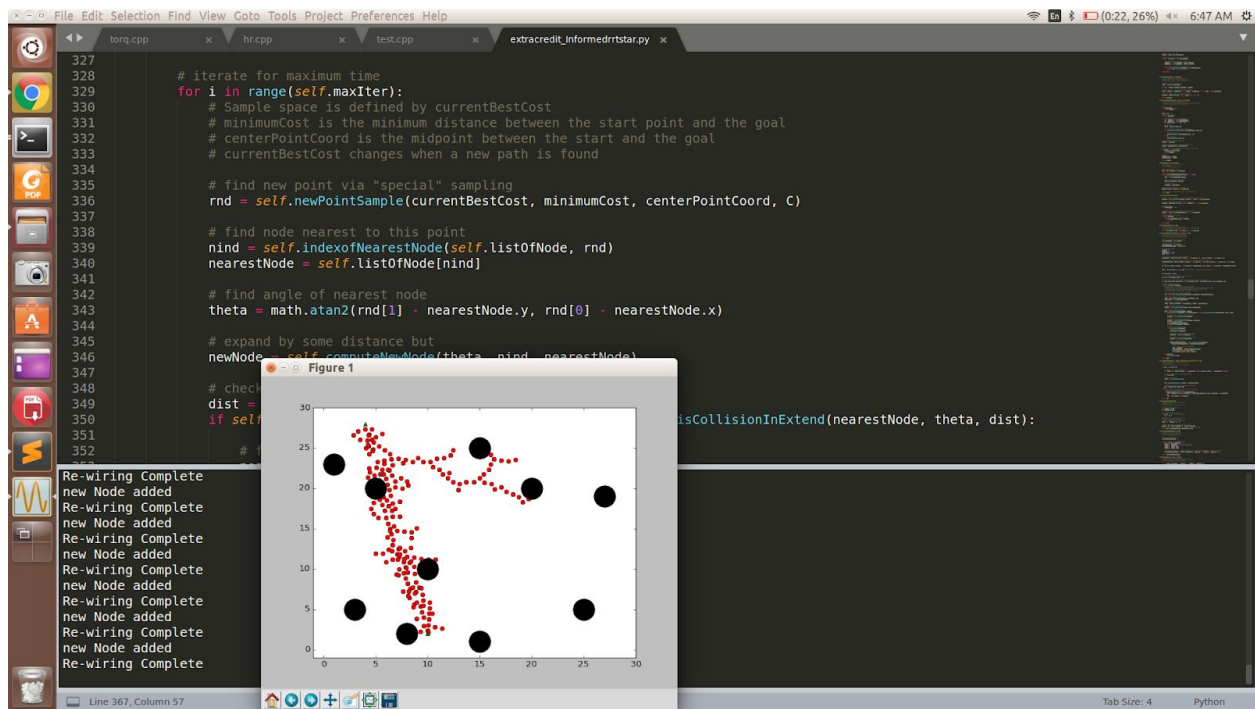 File Edit Selection Find View Goto Tools Project Preferences Help
En (0:22, 26%) 6:47 AM
torq.cpp × hr.cpp × test.cpp × extracredit_Informedrrtstar.py ×
327
328 # iterate for maximum time
329 for i in range(self.maxIter):
330 # Sample space is defined by currentBestCost
331 # minimumCost is the minimum distance between the start point and the goal
332 # centerPointCoord is the midpoint between the start and the goal
333 # currentBestCost changes when a new path is found
334
335 # find new point via "special" sampling
336 rnd = self.newPointSample(currentBestCost, minimumCost, centerPointCoord, C)
337
338 # find node nearest to this point
339 nind = self.indexofNearestNode(self.listOfNode, rnd)
340 nearestNode = self.listOfNode[nind]
341
342 # find angle of nearest node
343 theta = math.atan2(rnd[1] - nearestNode.y, rnd[0] - nearestNode.x)
344
345 # expand by some distance but
346 newNode = self.computeNewNode(theta, nind, nearestNode)
347
348 # check
349 dist =
350 if self isCollisionInExtend(nearestNode, theta, dist):
351
352 # f
Figure 1
30
25
20
15
10
5
0
0 5 10 15 20 25 30
Re-wiring Complete
new Node added
Re-wiring Complete
new Node added
Re-wiring Complete
new Node added
Re-wiring Complete
new Node added
Re-wiring Complete
new Node added
Re-wiring Complete
new Node added
Re-wiring Complete
Line 367, Column 57
Tab Size: 4 Python
PDF
PDF